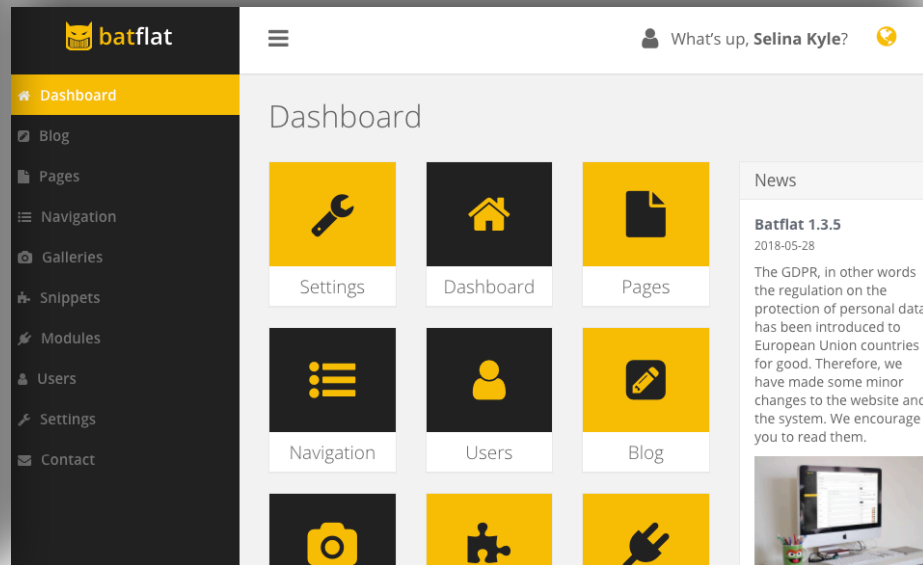 batflat
What's up, Selina Kyle?
Dashboard
Blog
Pages
Navigation
Galleries
Snippets
Modules
Users
Settings
Contact
Dashboard
Settings
Dashboard
Pages
Navigation
Users
Blog
News
Batflat 1.3.5
2018-05-28
The GDPR, in other words
the regulation on the
protection of personal data
has been introduced to
European Union countries
for good. Therefore, we
have made some minor
changes to the website and
the system. We encourage
you to read them.